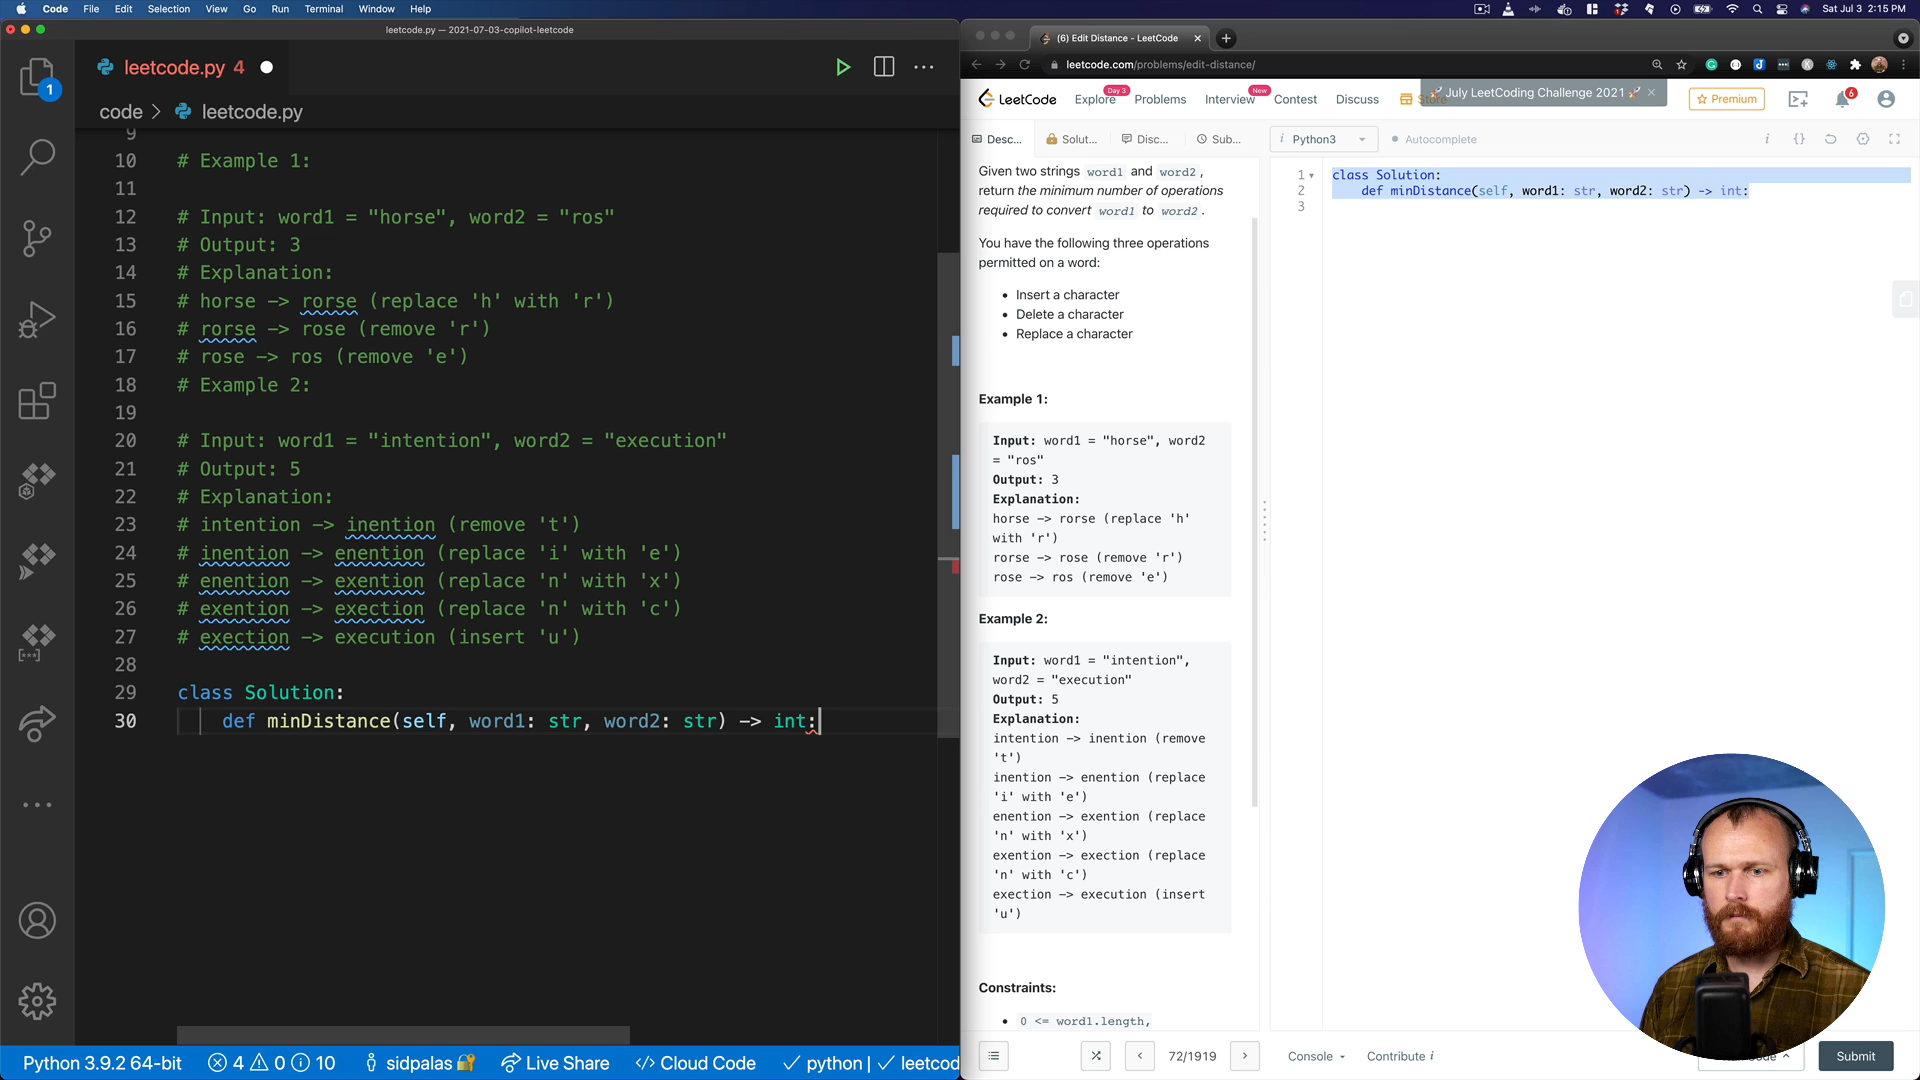 Code File Edit Selection View Go Run Terminal Window Help
Sat Jul 3 2:15 PM
leetcode.py — 2021-07-03-copilot-leetcode
leetcode.py 4
1
code > leetcode.py
9
10 # Example 1:
11
12 # Input: word1 = "horse", word2 = "ros"
13 # Output: 3
14 # Explanation:
15 # horse -> rorse (replace 'h' with 'r')
16 # rorse -> rose (remove 'r')
17 # rose -> ros (remove 'e')
18 # Example 2:
19
20 # Input: word1 = "intention", word2 = "execution"
21 # Output: 5
22 # Explanation:
23 # intention -> inention (remove 't')
24 # inention -> enention (replace 'i' with 'e')
25 # enention -> exention (replace 'n' with 'x')
26 # exention -> exection (replace 'n' with 'c')
27 # exection -> execution (insert 'u')
28
29 class Solution:
30 def minDistance(self, word1: str, word2: str) -> int:
Python 3.9.2 64-bit 4 0 10 sidpalas Live Share Cloud Code python | leetcod
(6) Edit Distance - LeetCode
leetcode.com/problems/edit-distance/
LeetCode Explore Day 3 Problems Interview New Contest Discuss Store
July LeetCoding Challenge 2021
Premium
6
Desc... Solut... Disc... Sub...
i Python3 Autocomplete
Given two strings word1 and word2,
return the minimum number of operations
required to convert word1 to word2.
You have the following three operations
permitted on a word:
Insert a character
Delete a character
Replace a character
Example 1:
Input: word1 = "horse", word2
= "ros"
Output: 3
Explanation:
horse -> rorse (replace 'h'
with 'r')
rorse -> rose (remove 'r')
rose -> ros (remove 'e')
Example 2:
Input: word1 = "intention",
word2 = "execution"
Output: 5
Explanation:
intention -> inention (remove
't')
inention -> enention (replace
'i' with 'e')
enention -> exention (replace
'n' with 'x')
exention -> exection (replace
'n' with 'c')
exection -> execution (insert
'u')
Constraints:
0 <= word1.length,
1 class Solution:
2 def minDistance(self, word1: str, word2: str) -> int:
3
72/1919
Console
Contribute i
Submit